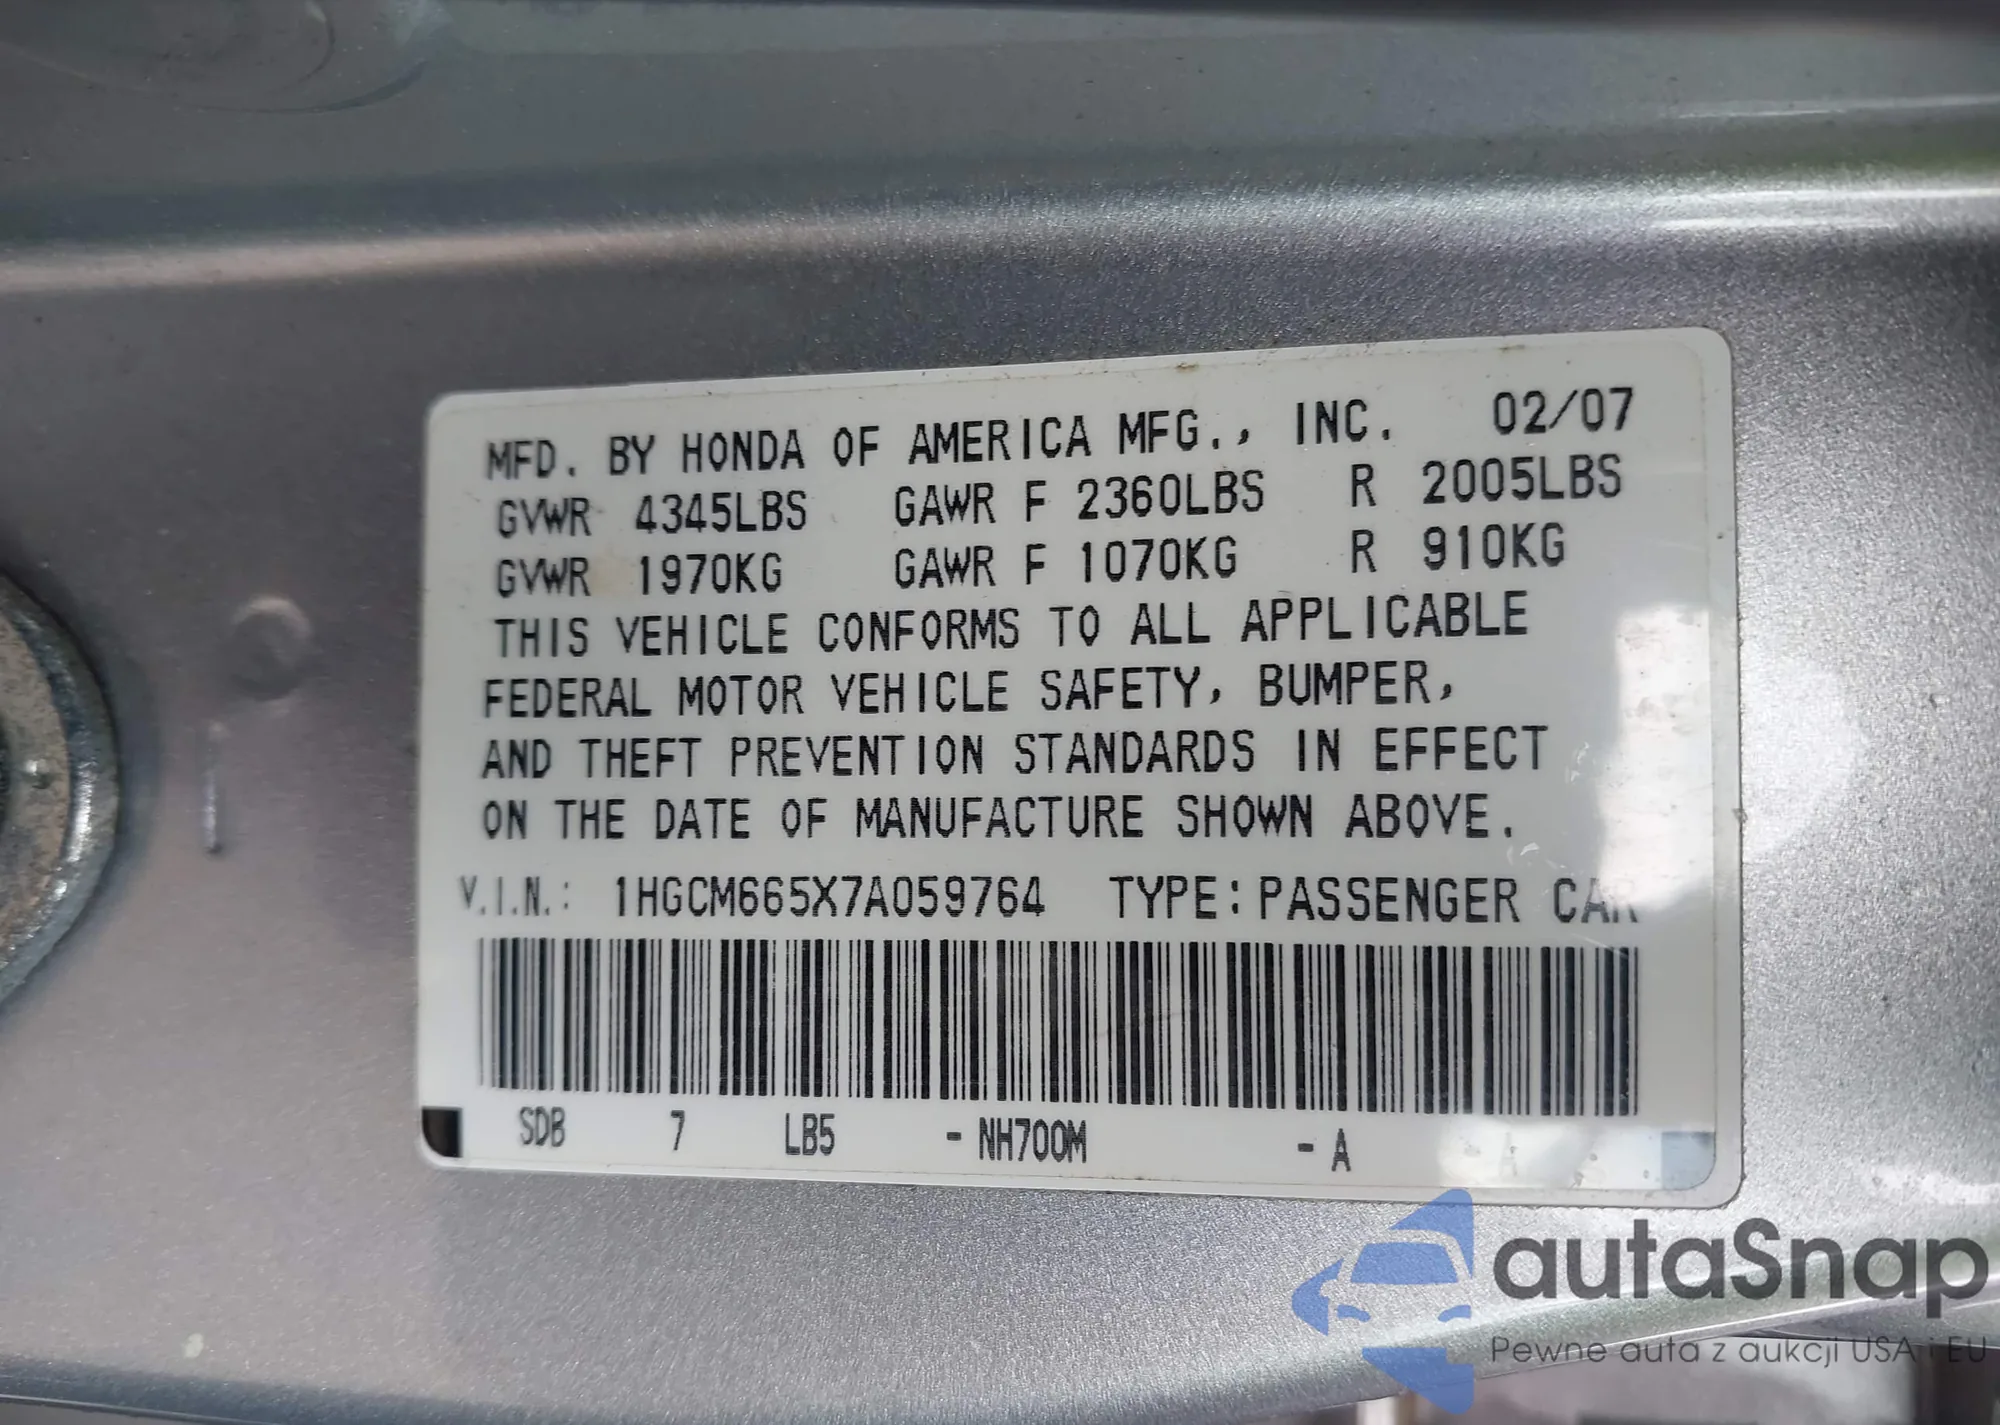 MFD. BY HONDA OF AMERICA MFG., INC. 02/07
GVWR 4345LBS GAWR F 2360LBS R 2005LBS
GVWR 1970KG GAWR F 1070KG R 910KG
THIS VEHICLE CONFORMS TO ALL APPLICABLE
FEDERAL MOTOR VEHICLE SAFETY, BUMPER,
AND THEFT PREVENTION STANDARDS IN EFFECT
ON THE DATE OF MANUFACTURE SHOWN ABOVE.
V.I.N.: 1HGCM665X7A059764 TYPE: PASSENGER CAR
SDB 7 LB5 - NH700M - A
autaSnap
Pewne auta z aukcji USA i EU